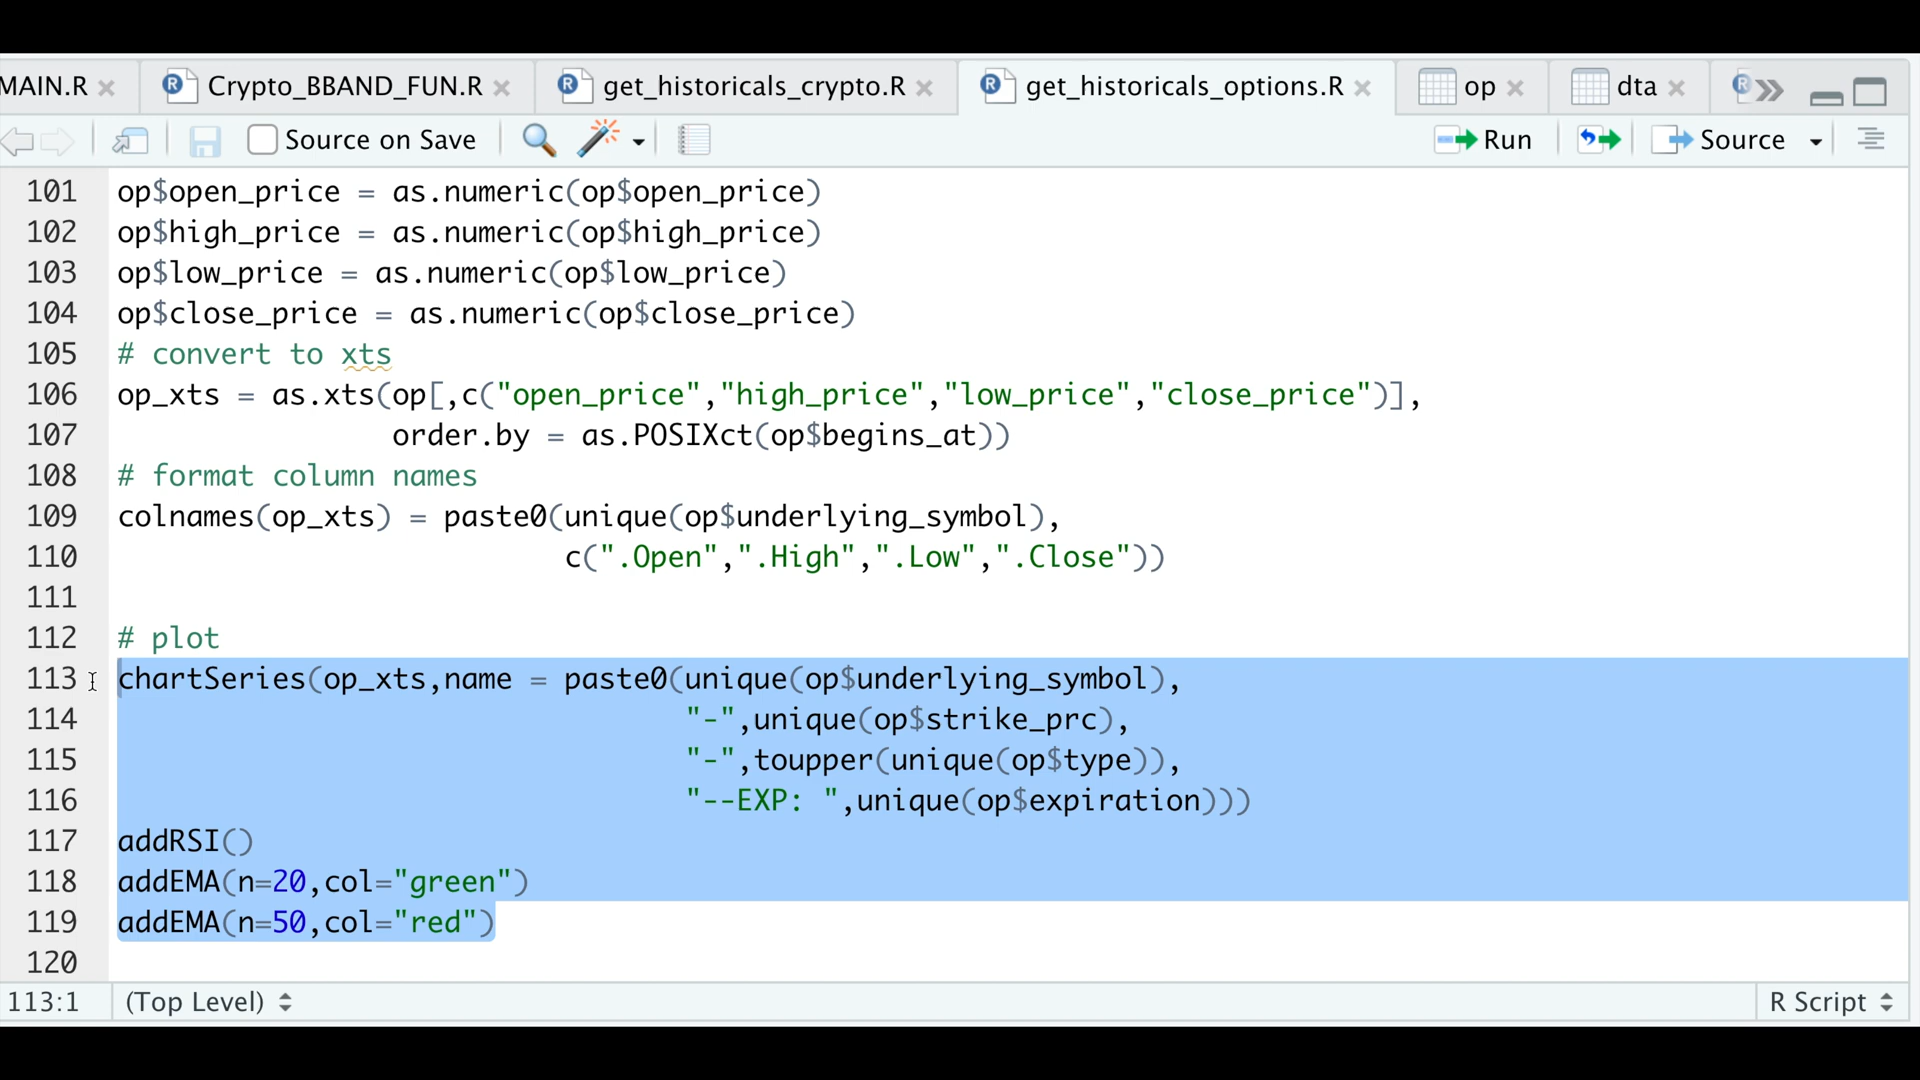 MAIN.R Crypto_BBAND_FUN.R get_historicals_crypto.R get_historicals_options.R op dta
Source on Save Run Source
101 op$open_price = as.numeric(op$open_price)
102 op$high_price = as.numeric(op$high_price)
103 op$low_price = as.numeric(op$low_price)
104 op$close_price = as.numeric(op$close_price)
105 # convert to xts
106 op_xts = as.xts(op[,c("open_price","high_price","low_price","close_price")],
107 order.by = as.POSIXct(op$begins_at))
108 # format column names
109 colnames(op_xts) = paste0(unique(op$underlying_symbol),
110 c(".Open",".High",".Low",".Close"))
111
112 # plot
113 chartSeries(op_xts,name = paste0(unique(op$underlying_symbol),
114 "-",unique(op$strike_prc),
115 "-",toupper(unique(op$type)),
116 "--EXP: ",unique(op$expiration)))
117 addRSI()
118 addEMA(n=20,col="green")
119 addEMA(n=50,col="red")
120
113:1 (Top Level) R Script